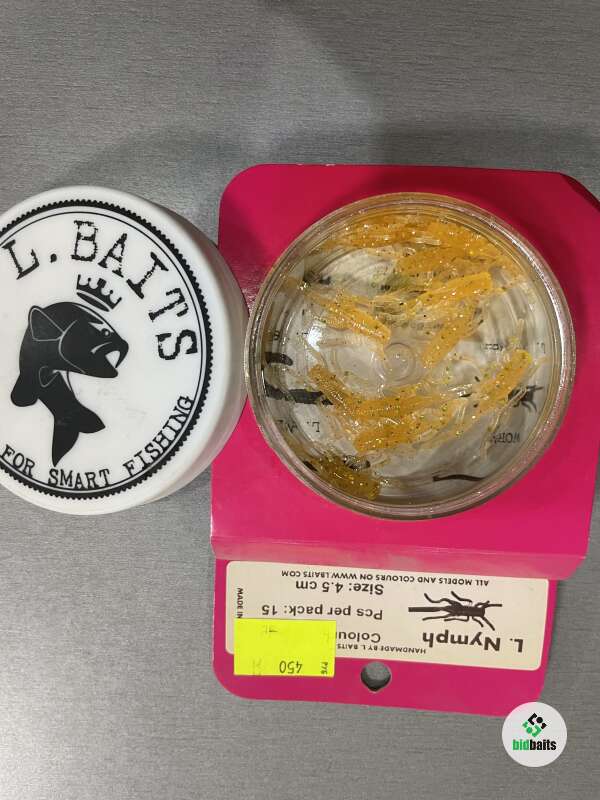 L. BAITS
FOR SMART FISHING
L. Nymph
HANDMADE BY L. BAITS
Colour
Pcs per pack: 15
Size: 4.5 cm
ALL MODELS AND COLOURS ON WWW.LBAITS.COM
MADE IN
РУБ
450
bidbaits